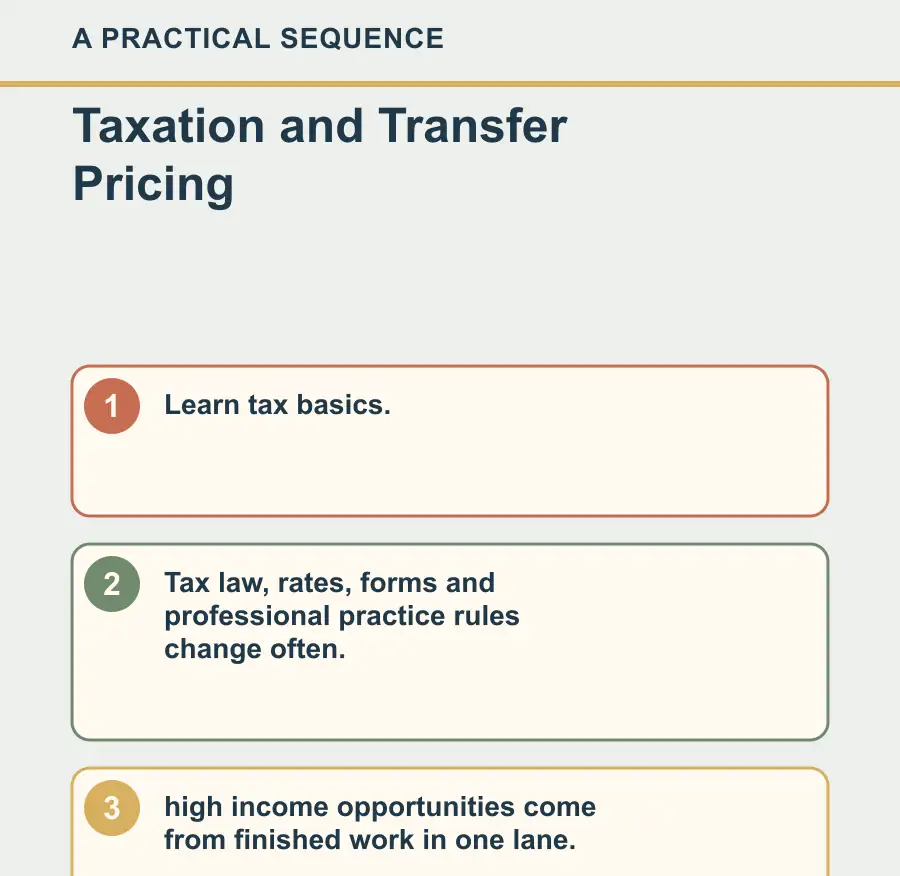 A PRACTICAL SEQUENCE
Taxation and Transfer
Pricing
1
Learn tax basics.
2
Tax law, rates, forms and
professional practice rules
change often.
3
high income opportunities come
from finished work in one lane.